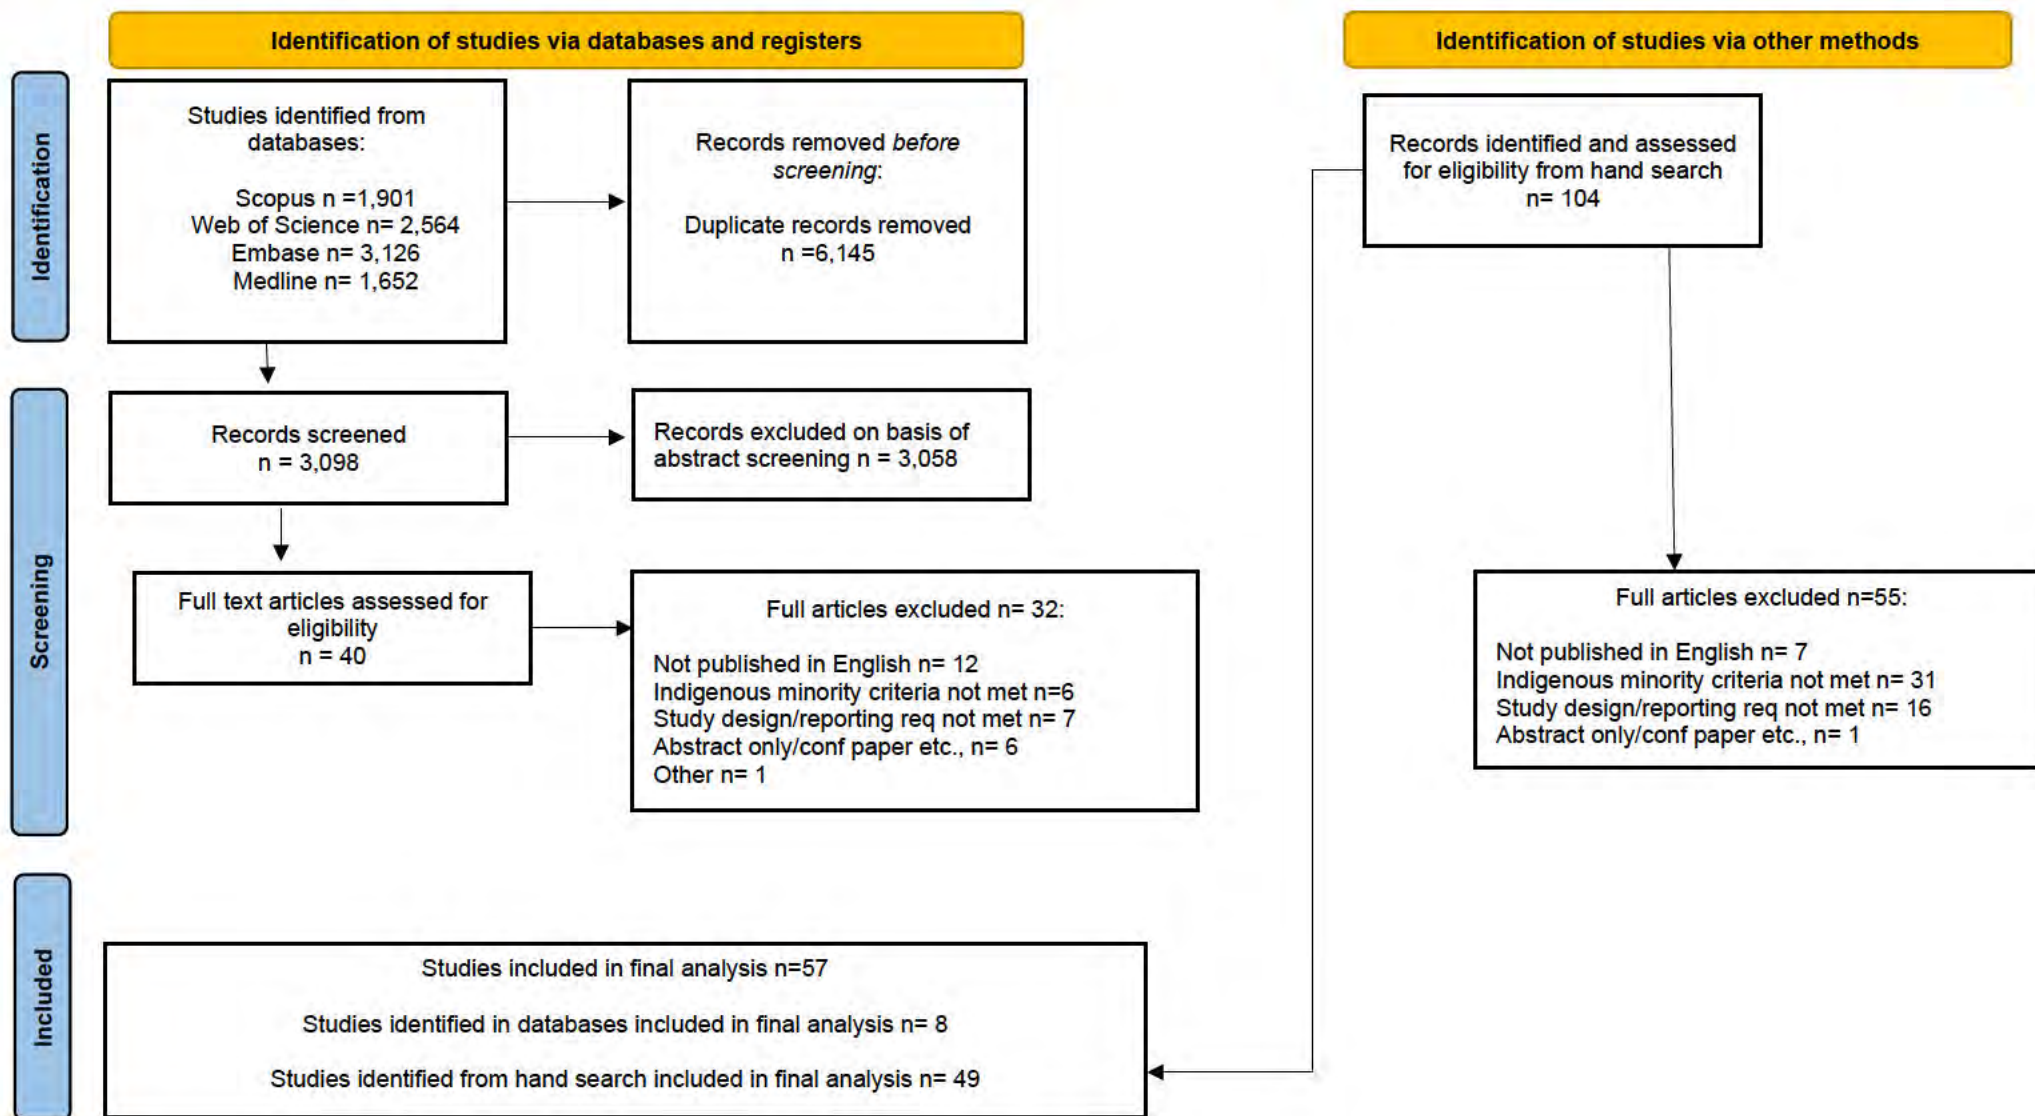 Identification of studies via databases and registers
Identification of studies via other methods
Identification
Studies identified from
databases:
Scopus n =1,901
Web of Science n= 2,564
Embase n= 3,126
Medline n= 1,652
Records removed before
screening:
Duplicate records removed
n =6,145
Records identified and assessed
for eligibility from hand search
n= 104
Screening
Records screened
n = 3,098
Records excluded on basis of
abstract screening n = 3,058
Full text articles assessed for
eligibility
n = 40
Full articles excluded n= 32:
Not published in English n= 12
Indigenous minority criteria not met n=6
Study design/reporting req not met n= 7
Abstract only/conf paper etc., n= 6
Other n= 1
Full articles excluded n=55:
Not published in English n= 7
Indigenous minority criteria not met n= 31
Study design/reporting req not met n= 16
Abstract only/conf paper etc., n= 1
Included
Studies included in final analysis n=57
Studies identified in databases included in final analysis n= 8
Studies identified from hand search included in final analysis n= 49